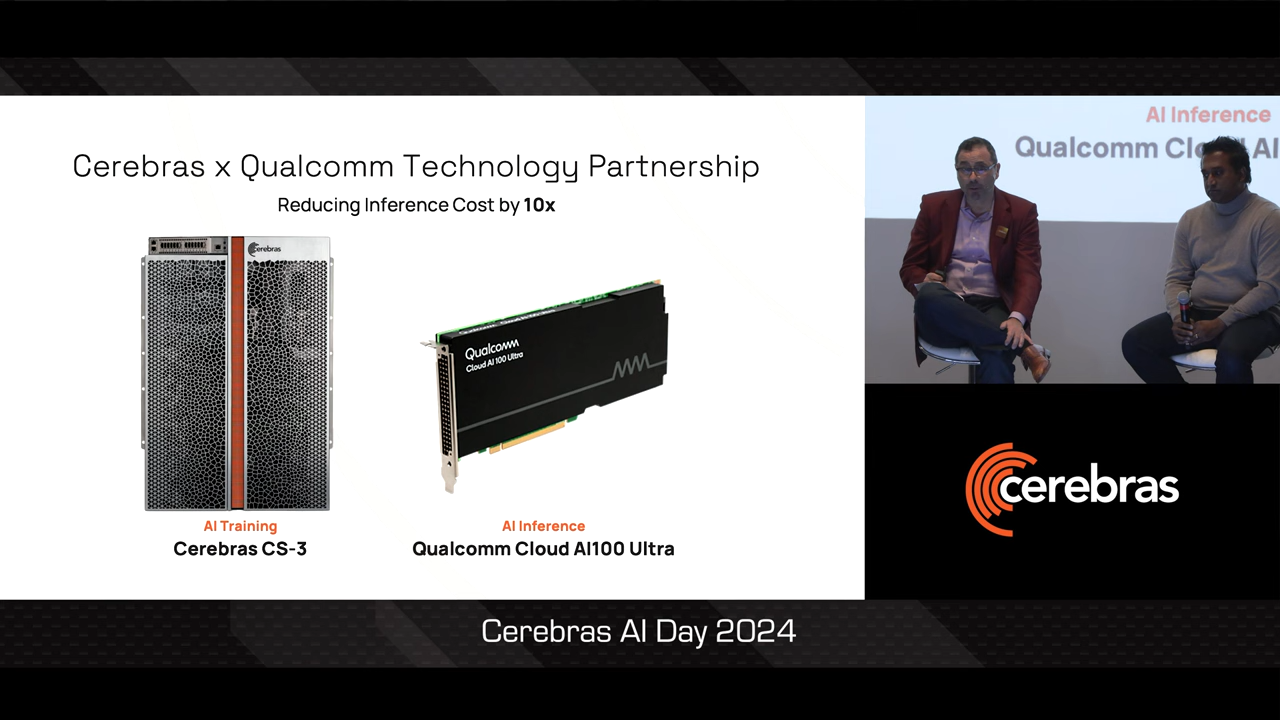 Cerebras x Qualcomm Technology Partnership
Reducing Inference Cost by 10x
cerebras
Qualcomm
Cloud AI 100 Ultra
AI Training
Cerebras CS-3
AI Inference
Qualcomm Cloud AI100 Ultra
AI Inference
Qualcomm AI
cerebras
Cerebras AI Day 2024